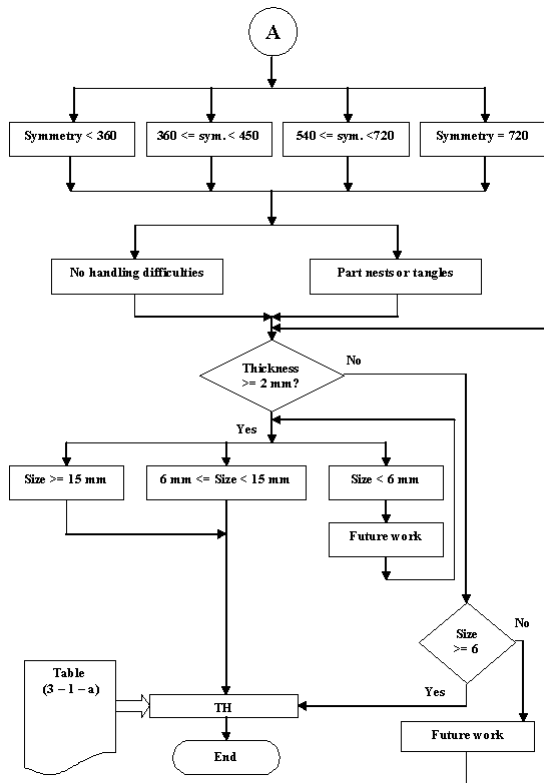 A
Symmetry < 360
360 <= sym. < 450
540 <= sym. <720
Symmetry = 720
No handling difficulties
Part nests or tangles
Thickness
>= 2 mm?
No
Yes
Size >= 15 mm
6 mm <= Size < 15 mm
Size < 6 mm
Future work
Size
>= 6
No
Yes
Table
(3 – 1 – a)
TH
Future work
End